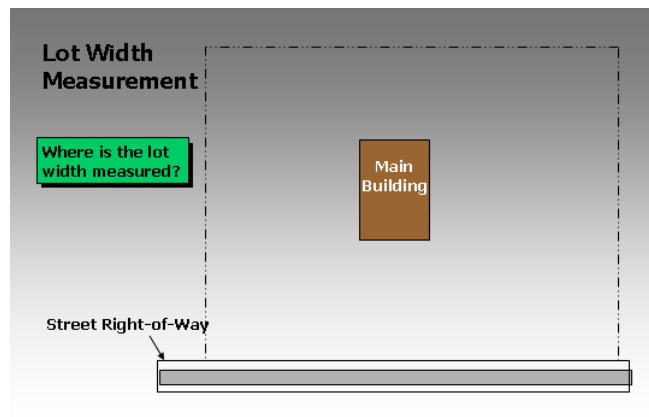 Lot Width
Measurement
Where is the lot
width measured?
Main
Building
Street Right-of-Way